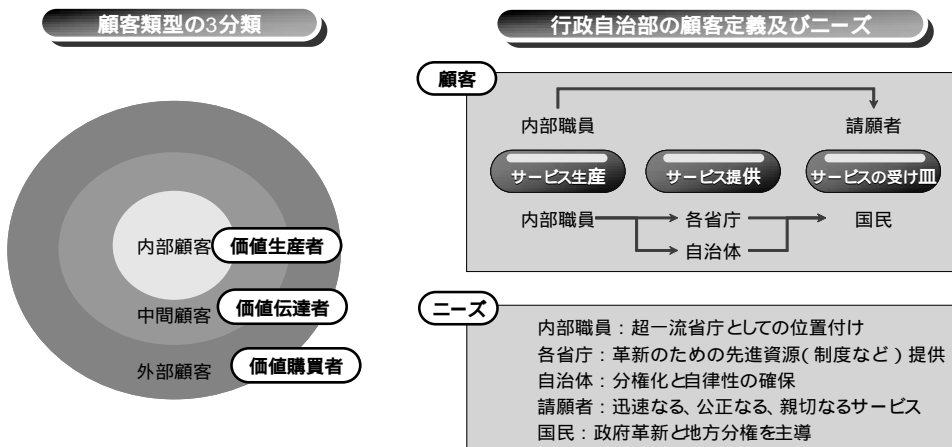 顧客類型の3分類
内部顧客 価値生産者
中間顧客 価値伝達者
外部顧客 価値購買者
行政自治部の顧客定義及びニーズ
顧客
内部職員 請願者
サービス生産 サービス提供 サービスの受け皿
内部職員 各省庁 国民
自治体
ニーズ
内部職員：超一流省庁としての位置付け
各省庁：革新のための先進資源(制度など)提供
自治体：分権化と自律性の確保
請願者：迅速なる、公正なる、親切なるサービス
国民：政府革新と地方分権を主導